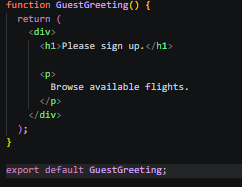 function GuestGreeting() {
  return (
    <div>
      <h1>Please sign up.</h1>

      <p>
        Browse available flights.
      </p>
    </div>
  );
}

export default GuestGreeting;